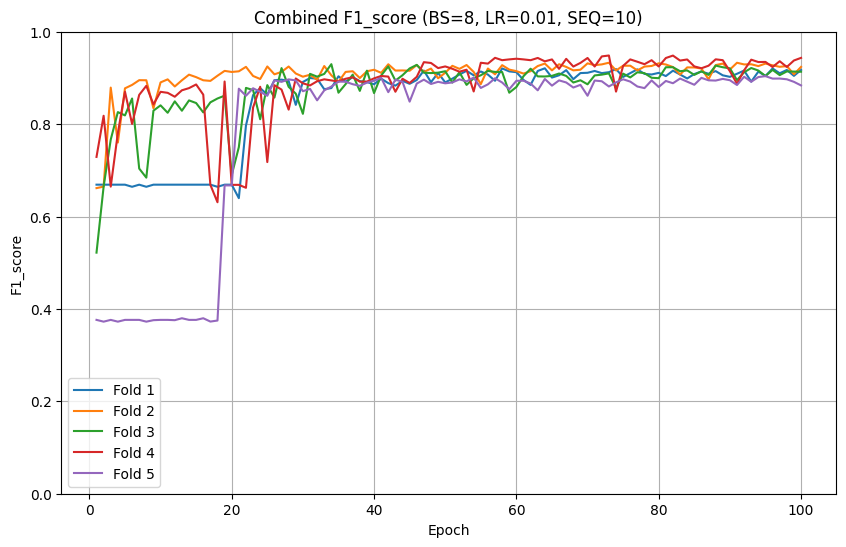 Combined F1_score (BS=8, LR=0.01, SEQ=10)
1.0
0.8
0.6
0.4
0.2
0.0
F1_score
Fold 1
Fold 2
Fold 3
Fold 4
Fold 5
0 20 40 60 80 100
Epoch